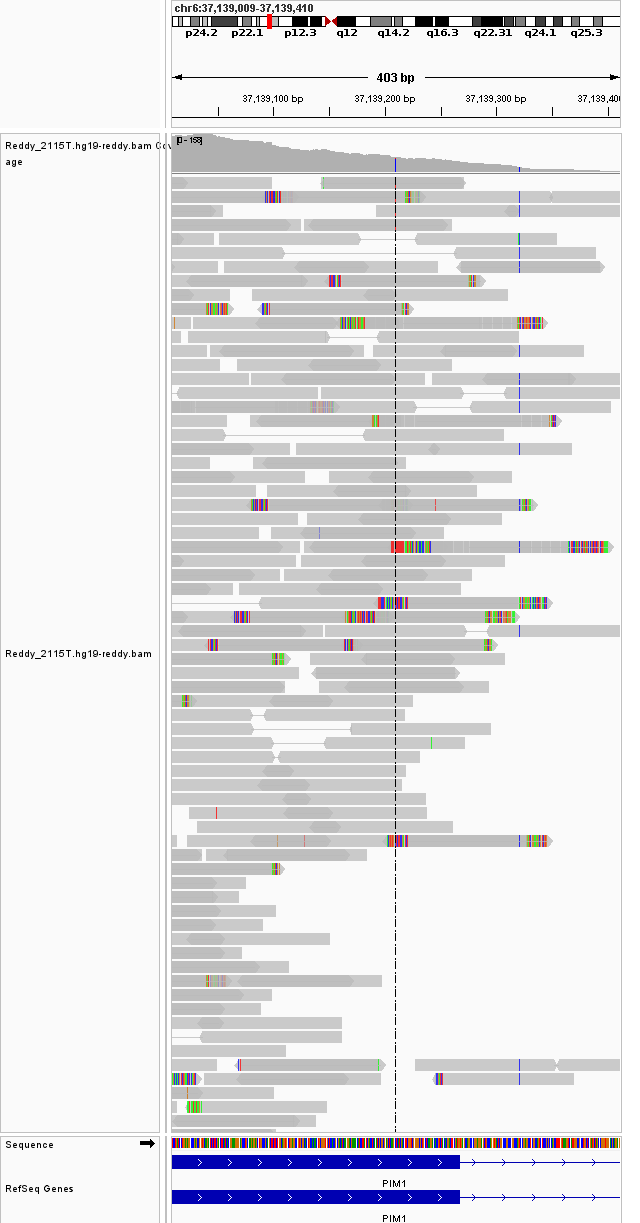 chr6:37,139,009-37,139,410
p24.2 p22.1 p12.3 q12 q14.2 q16.3 q22.31 q24.1 q25.3
403 bp
37,139,100 bp 37,139,200 bp 37,139,300 bp 37,139,40
[0 - 158]
Reddy_2115T.hg19-reddy.bam Cov
age
Reddy_2115T.hg19-reddy.bam
Sequence
PIM1
RefSeq Genes
PIM1